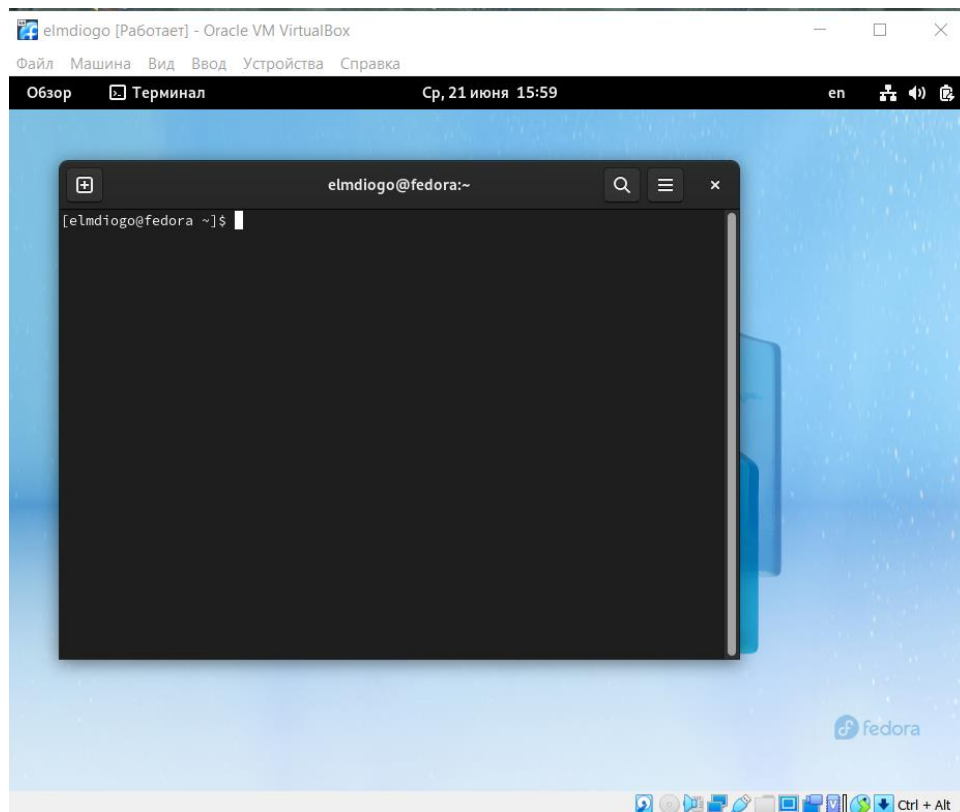 elmdiogo [Работает] - Oracle VM VirtualBox
Файл Машина Вид Ввод Устройства Справка
Обзор Терминал Ср, 21 июня 15:59 en
elmdiogo@fedora:~
[elmdiogo@fedora ~]$
fedora
Ctrl + Alt